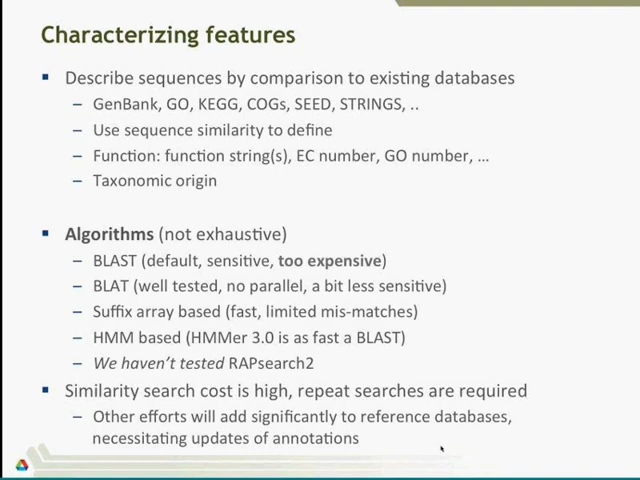 Characterizing features
▪ Describe sequences by comparison to existing databases
– GenBank, GO, KEGG, COGs, SEED, STRINGS, ..
– Use sequence similarity to define
– Function: function string(s), EC number, GO number, …
– Taxonomic origin
▪ Algorithms (not exhaustive)
– BLAST (default, sensitive, too expensive)
– BLAT (well tested, no parallel, a bit less sensitive)
– Suffix array based (fast, limited mis-matches)
– HMM based (HMMer 3.0 is as fast a BLAST)
– We haven’t tested RAPsearch2
▪ Similarity search cost is high, repeat searches are required
– Other efforts will add significantly to reference databases,
necessitating updates of annotations